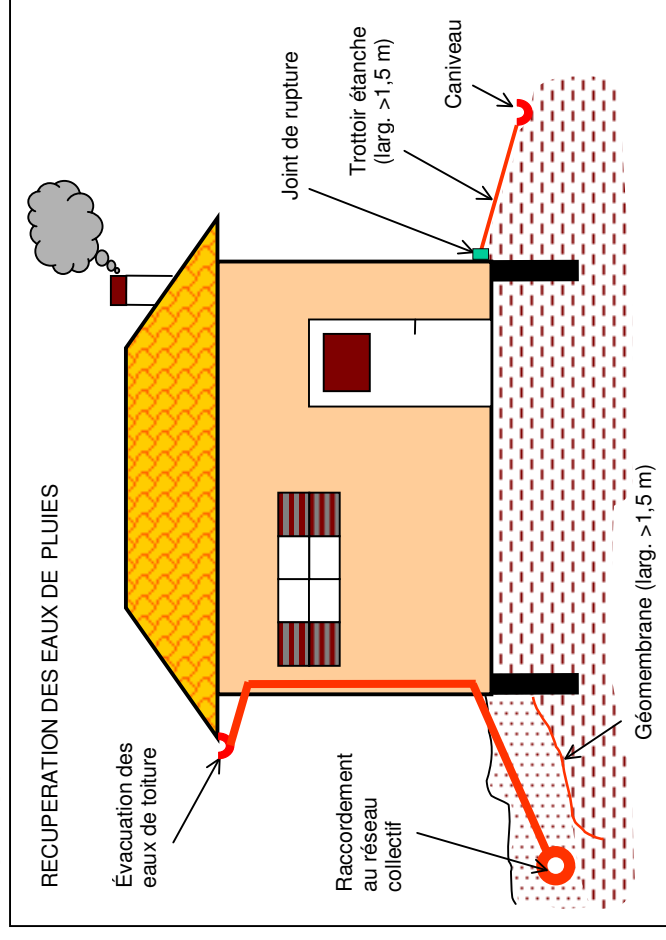 RECUPERATION DES EAUX DE PLUIES
Évacuation des
eaux de toiture
Raccordement
au réseau
collectif
Joint de rupture
Trottoir étanche
(larg. >1,5 m)
Caniveau
Géomembrane (larg. >1,5 m)